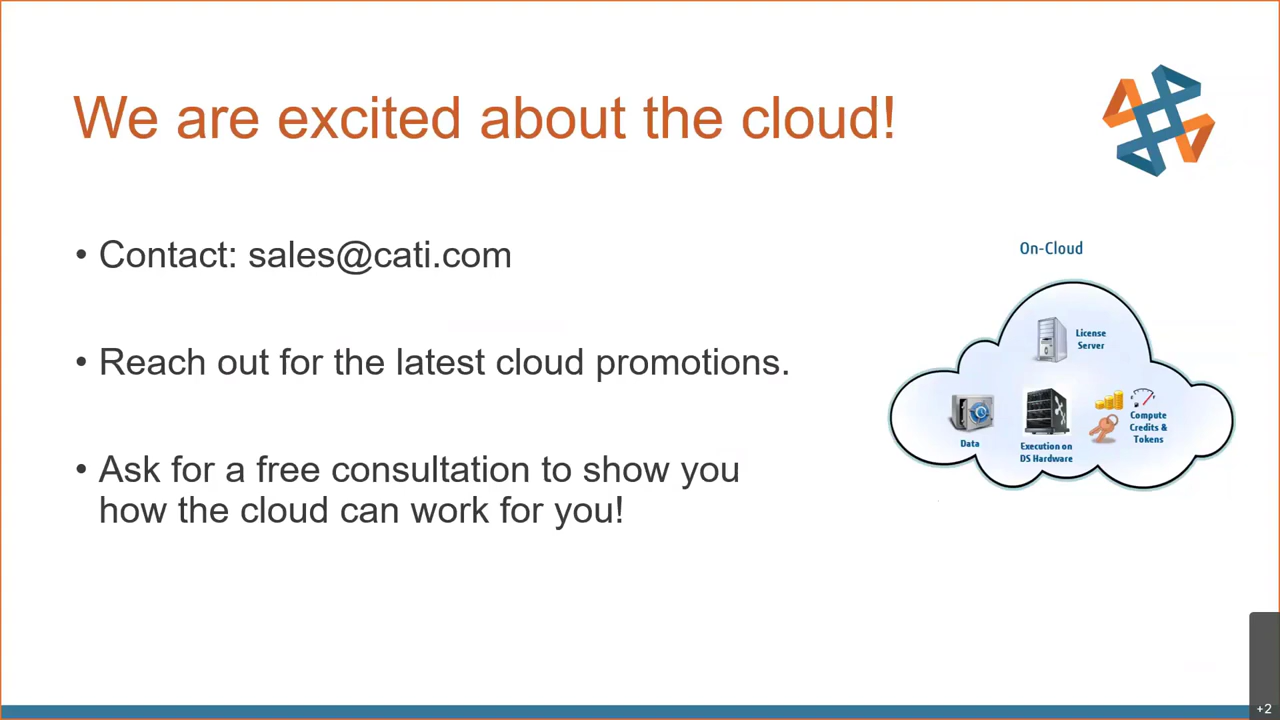 We are excited about the cloud!
• Contact: sales@cati.com
• Reach out for the latest cloud promotions.
• Ask for a free consultation to show you
how the cloud can work for you!
On-Cloud
License
Server
Data
Execution on
DS Hardware
Compute
Credits &
Tokens
+2